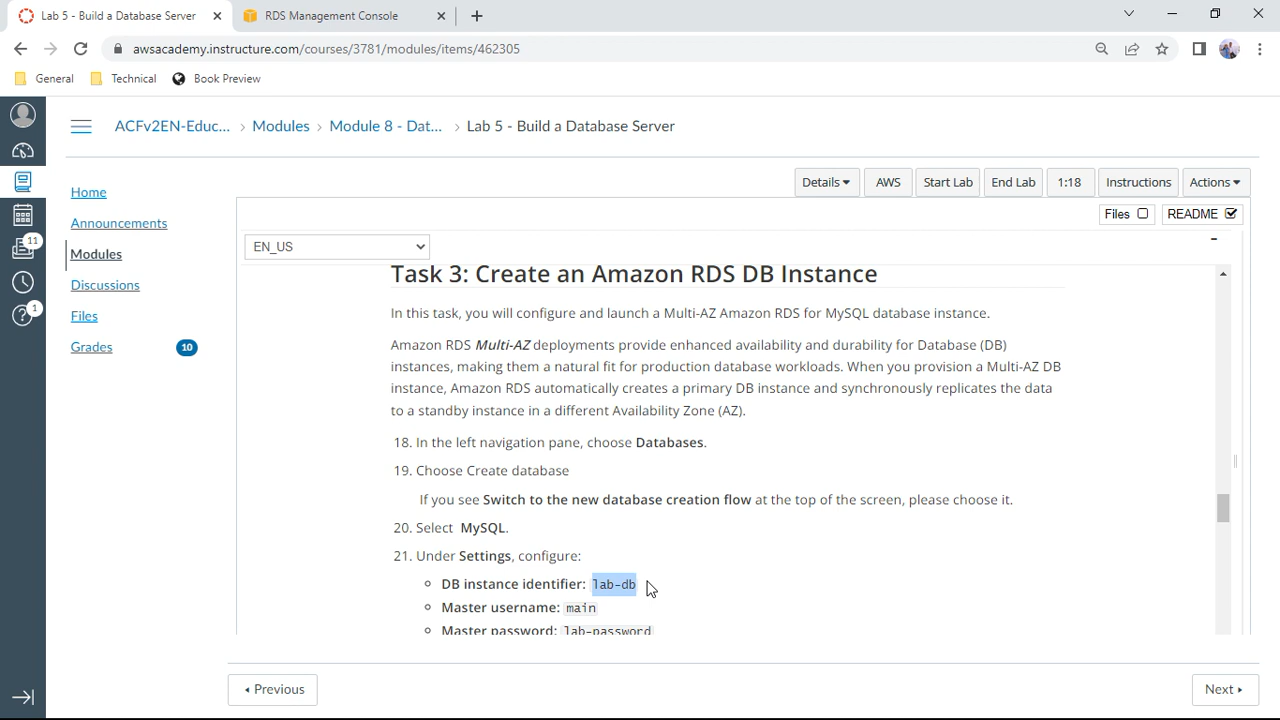 Lab 5 - Build a Database Server
RDS Management Console
awsacademy.instructure.com/courses/3781/modules/items/462305
General
Technical
Book Preview
ACFv2EN-Educ... > Modules > Module 8 - Dat... > Lab 5 - Build a Database Server
Details
AWS
Start Lab
End Lab
1:18
Instructions
Actions
Files
README
Home
Announcements
Modules
Discussions
Files
Grades 10
11
1
EN_US
Task 3: Create an Amazon RDS DB Instance
In this task, you will configure and launch a Multi-AZ Amazon RDS for MySQL database instance.
Amazon RDS Multi-AZ deployments provide enhanced availability and durability for Database (DB)
instances, making them a natural fit for production database workloads. When you provision a Multi-AZ DB
instance, Amazon RDS automatically creates a primary DB instance and synchronously replicates the data
to a standby instance in a different Availability Zone (AZ).
18. In the left navigation pane, choose Databases.
19. Choose Create database
If you see Switch to the new database creation flow at the top of the screen, please choose it.
20. Select MySQL.
21. Under Settings, configure:
DB instance identifier: lab-db
Master username: main
Master password: lab-password
Previous
Next